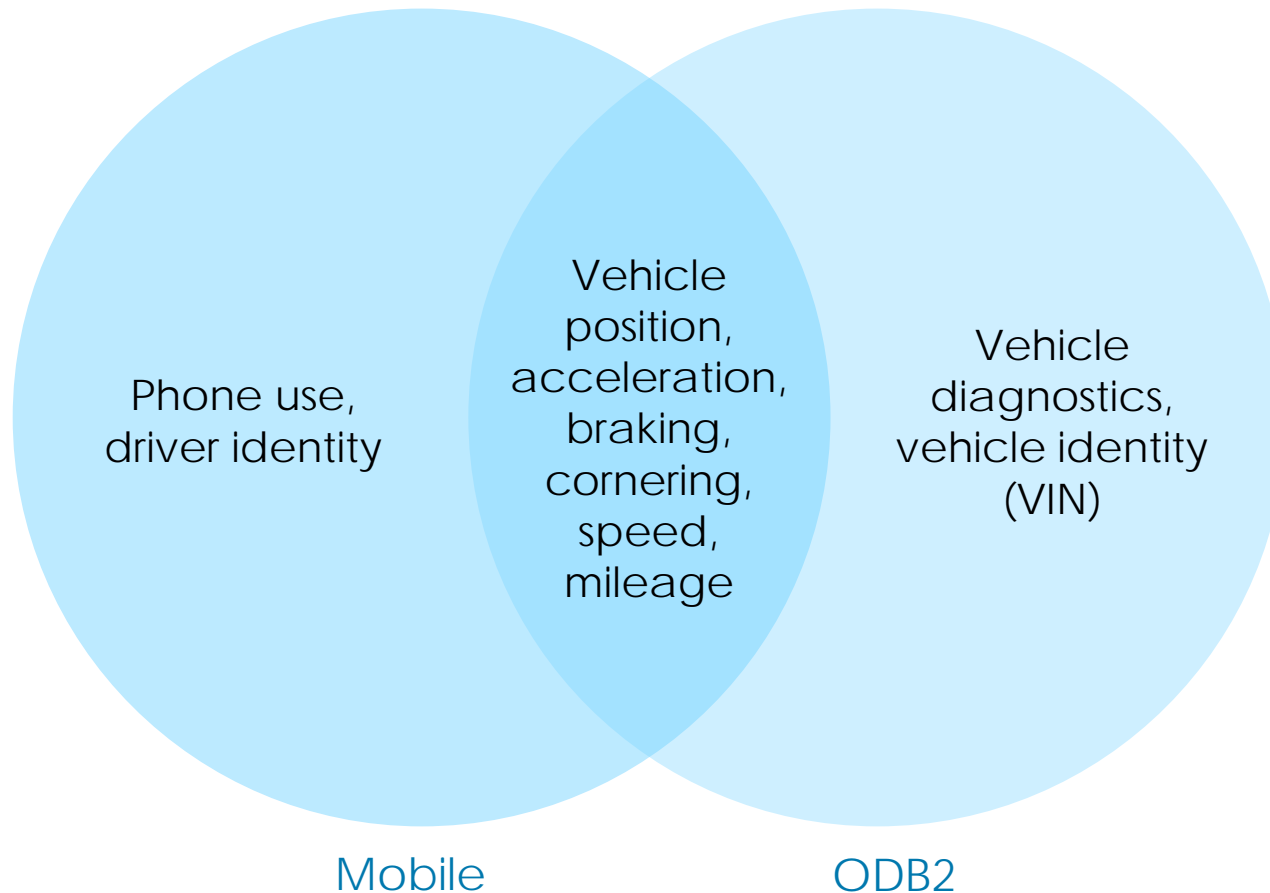 Phone use,
driver identity
Vehicle
position,
acceleration,
braking,
cornering,
speed,
mileage
Vehicle
diagnostics,
vehicle identity
(VIN)
Mobile
ODB2